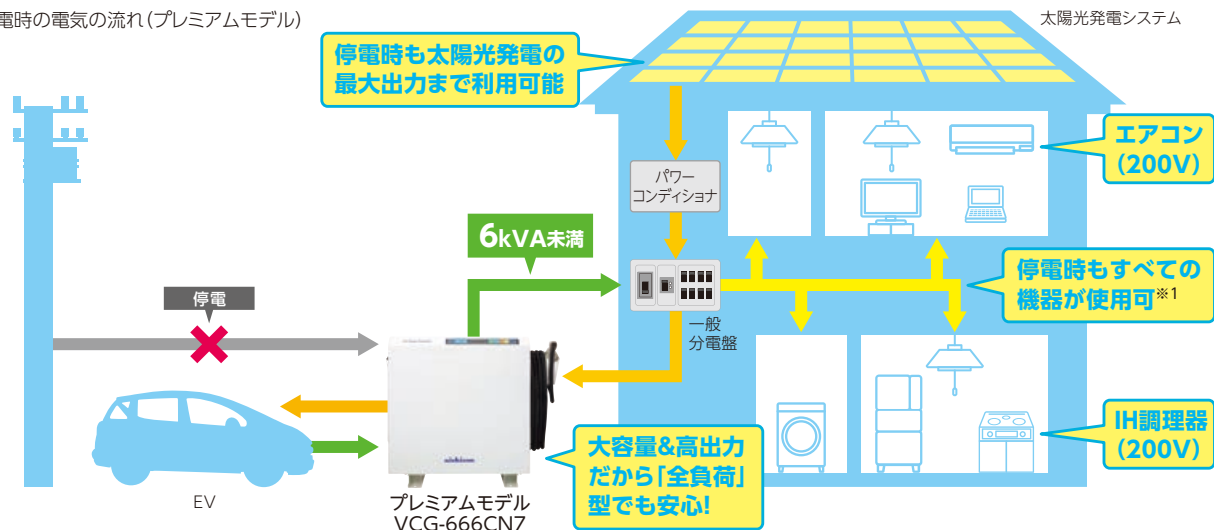 電時の電気の流れ(プレミアムモデル)
太陽光発電システム
停電時も太陽光発電の
最大出力まで利用可能
エアコン
(200V)
パワー
コンディショナ
6kVA未満
停電時もすべての
機器が使用可※1
停電
一般
分電盤
IH調理器
(200V)
大容量&高出力
だから「全負荷」
型でも安心!
nichicon
EV
プレミアムモデル
VCG-666CN7